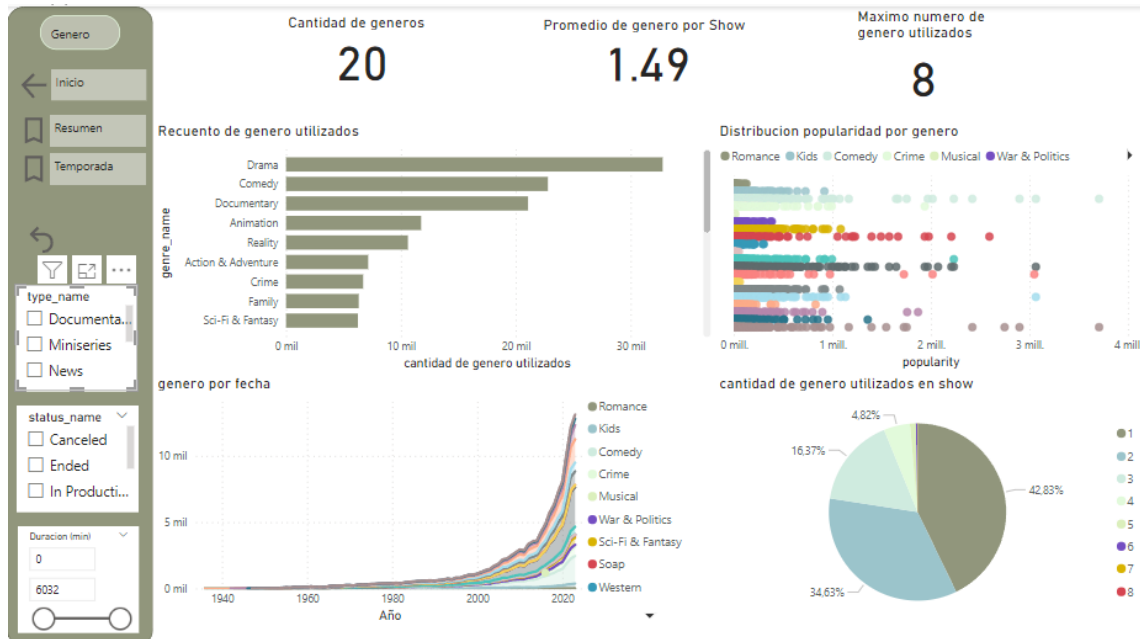 Genero
Inicio
Resumen
Temporada
type_name
Documenta...
Miniseries
News
status_name
Canceled
Ended
In Producti...
Duracion (min)
0
6032
Cantidad de generos
20
Promedio de genero por Show
1.49
Maximo numero de
genero utilizados
8
Recuento de genero utilizados
genre_name
Drama
Comedy
Documentary
Animation
Reality
Action & Adventure
Crime
Family
Sci-Fi & Fantasy
0 mil 10 mil 20 mil 30 mil
cantidad de genero utilizados
Distribucion popularidad por genero
Romance Kids Comedy Crime Musical War & Politics
0 mill. 1 mill. 2 mill. 3 mill. 4 mill.
popularity
genero por fecha
10 mil
5 mil
0 mil
1940 1960 1980 2000 2020
Año
Romance
Kids
Comedy
Crime
Musical
War & Politics
Sci-Fi & Fantasy
Soap
Western
cantidad de genero utilizados en show
4,82%
16,37%
42,83%
34,63%
1
2
3
4
5
6
7
8